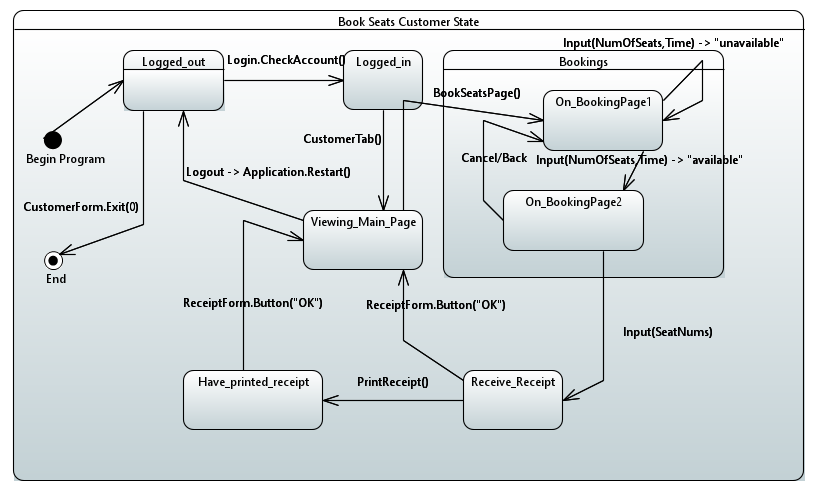 Book Seats Customer State
Input(NumOfSeats,Time) -> "unavailable"
Logged_out
Login.CheckAccount()
Logged_in
Bookings
BookSeatsPage()
On_BookingPage1
CustomerTab()
Begin Program
Cancel/Back
Input(NumOfSeats,Time) -> "available"
Logout -> Application.Restart()
CustomerForm.Exit(0)
Viewing_Main_Page
On_BookingPage2
End
ReceiptForm.Button("OK")
ReceiptForm.Button("OK")
Input(SeatNums)
Have_printed_receipt
PrintReceipt()
Receive_Receipt